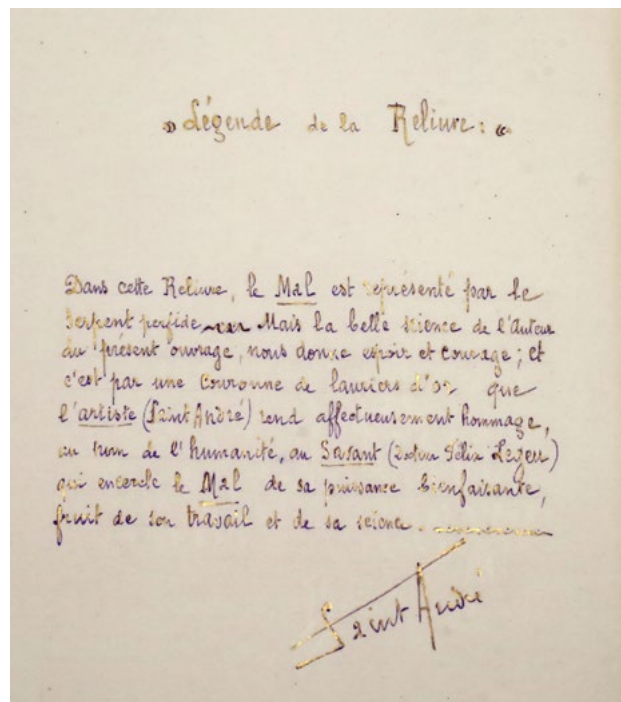 » Légende de la Reliure : «
Dans cette Reliure, le Mal est représenté par le
Serpent perfide Mais la belle science de l'Auteur
du présent ouvrage, nous donne espoir et courage ; et
c'est par une Couronne de lauriers d'or que
l'artiste (Saint André) rend affectueusement hommage,
au nom de l'humanité, au Savant (Docteur Félix Legeu)
qui encercle le Mal de sa puissance bienfaisante,
fruit de son travail et de sa science.
Saint André